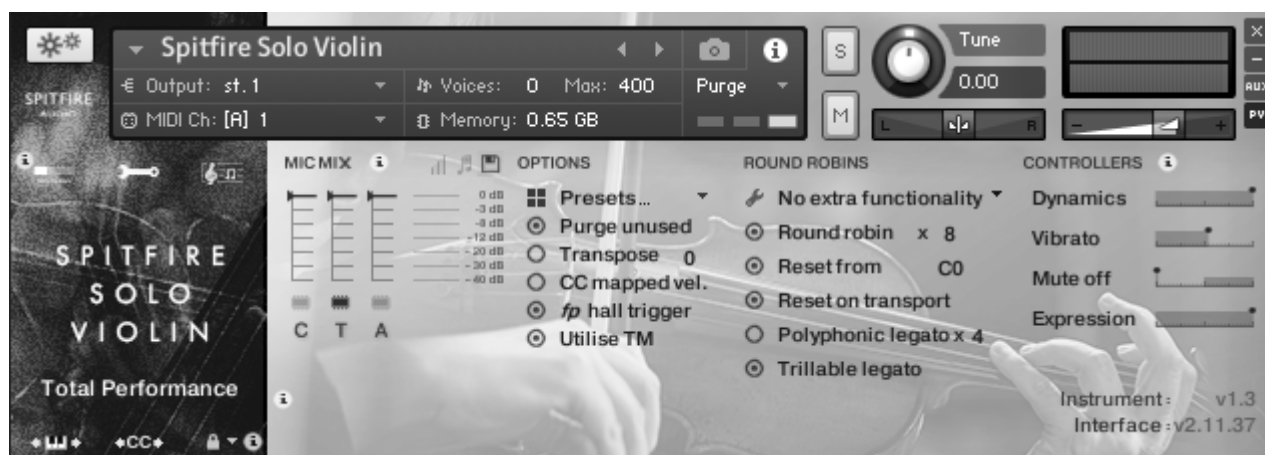 Spitfire Solo Violin
S
Tune
AUX
PV
SPITFIRE
AUDIO
Output: st.1
Voices: 0 Max: 400
Purge
0.00
MIDI Ch: [A] 1
Memory: 0.65 GB
M
L
R
- +
MIC MIX
OPTIONS
ROUND ROBINS
CONTROLLERS
0 dB
-3 dB
-8 dB
-12 dB
-20 dB
-30 dB
-40 dB
C T A
Presets...
Purge unused
Transpose 0
CC mapped vel.
fp hall trigger
Utilise TM
No extra functionality
Round robin x 8
Reset from C0
Reset on transport
Polyphonic legato x 4
Trillable legato
Dynamics
Vibrato
Mute off
Expression
SPITFIRE
SOLO
VIOLIN
Total Performance
CC
Instrument: v1.3
Interface: v2.11.37